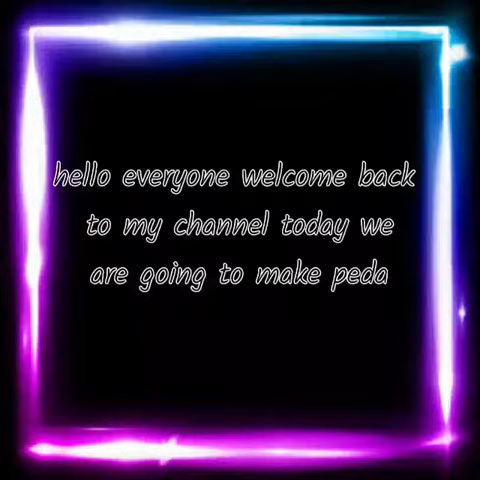 hello everyone welcome back
to my channel today we
are going to make peda